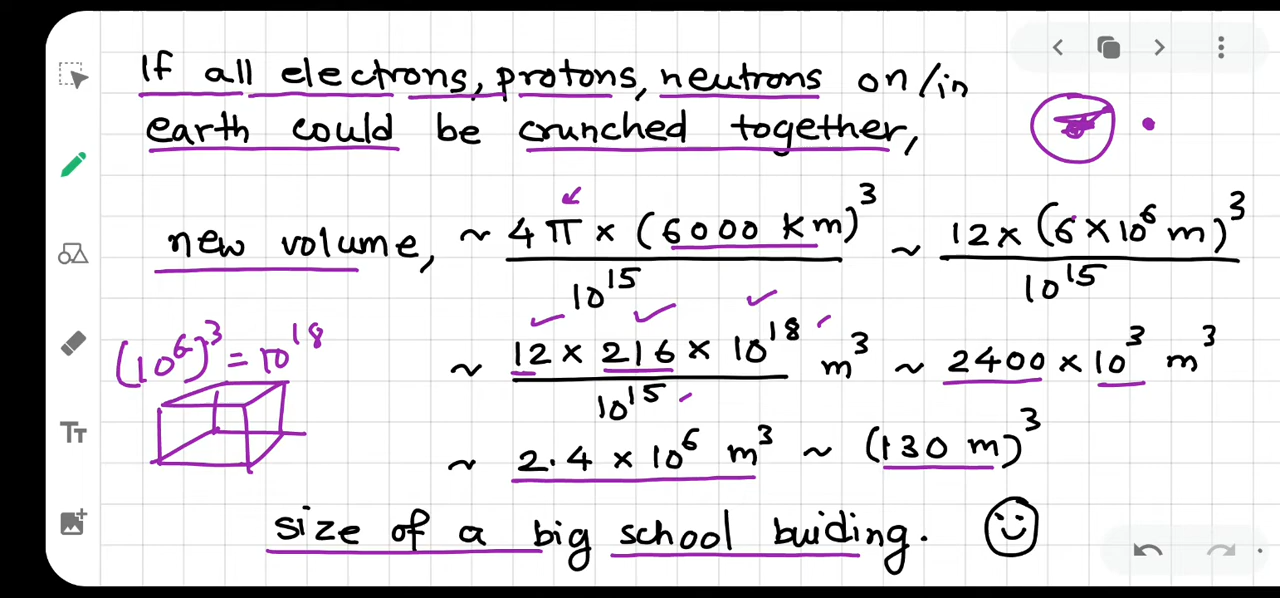 If all electrons, protons, neutrons on/in
earth could be crunched together,
new volume, ~ 4π × (6000 km)³ / 10¹⁵ ~ 12 × (6 × 10⁶ m)³ / 10¹⁵
(10⁶)³ = 10¹⁸
~ 12 × 216 × 10¹⁸ / 10¹⁵ m³ ~ 2400 × 10³ m³
~ 2.4 × 10⁶ m³ ~ (130 m)³
size of a big school buiding.
Tт